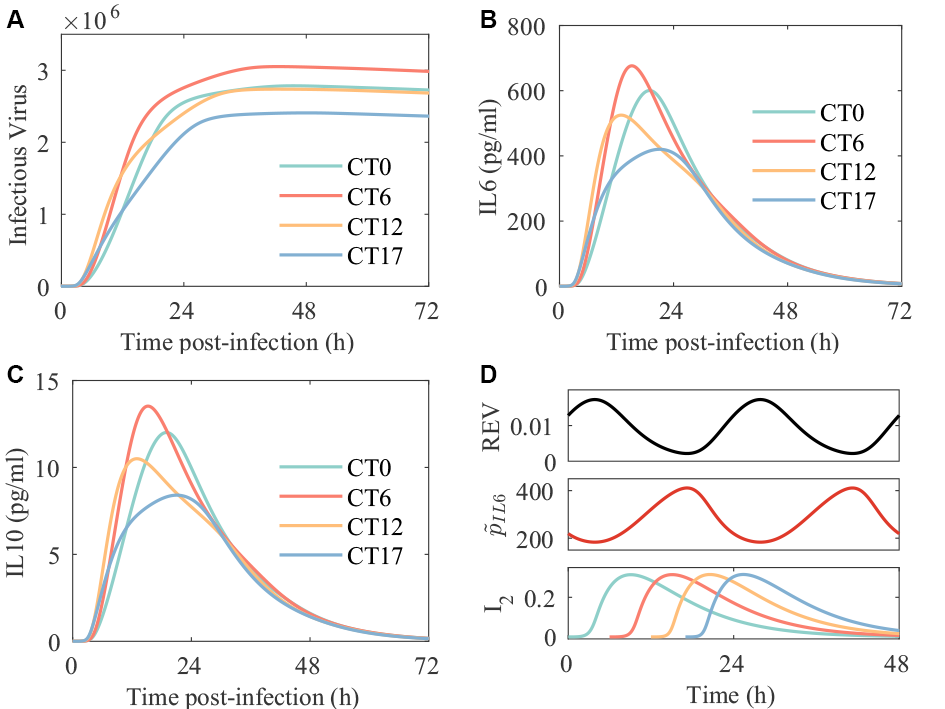 A
×10⁶
Infectious Virus
3
2
1
0
CT0
CT6
CT12
CT17
0 24 48 72
Time post-infection (h)
B
IL6 (pg/ml)
800
600
400
200
0
CT0
CT6
CT12
CT17
0 24 48 72
Time post-infection (h)
C
IL10 (pg/ml)
15
10
5
0
CT0
CT6
CT12
CT17
0 24 48 72
Time post-infection (h)
D
REV
0.01
0
p̃_IL6
400
200
I₂
0.2
0
0 24 48
Time (h)